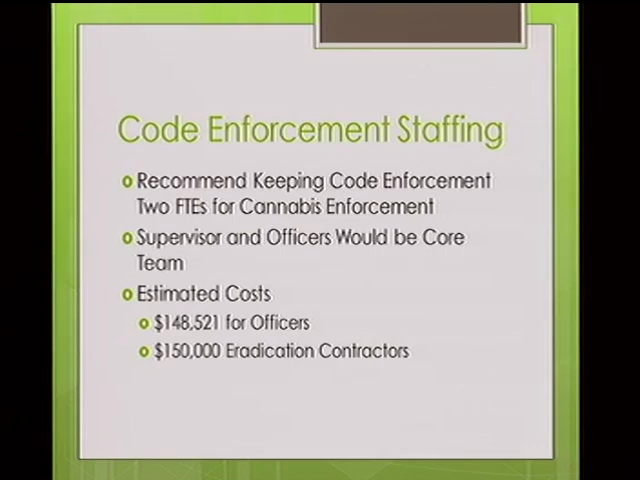 Code Enforcement Staffing
Recommend Keeping Code Enforcement
Two FTEs for Cannabis Enforcement
Supervisor and Officers Would be Core
Team
Estimated Costs
$148,521 for Officers
$150,000 Eradication Contractors